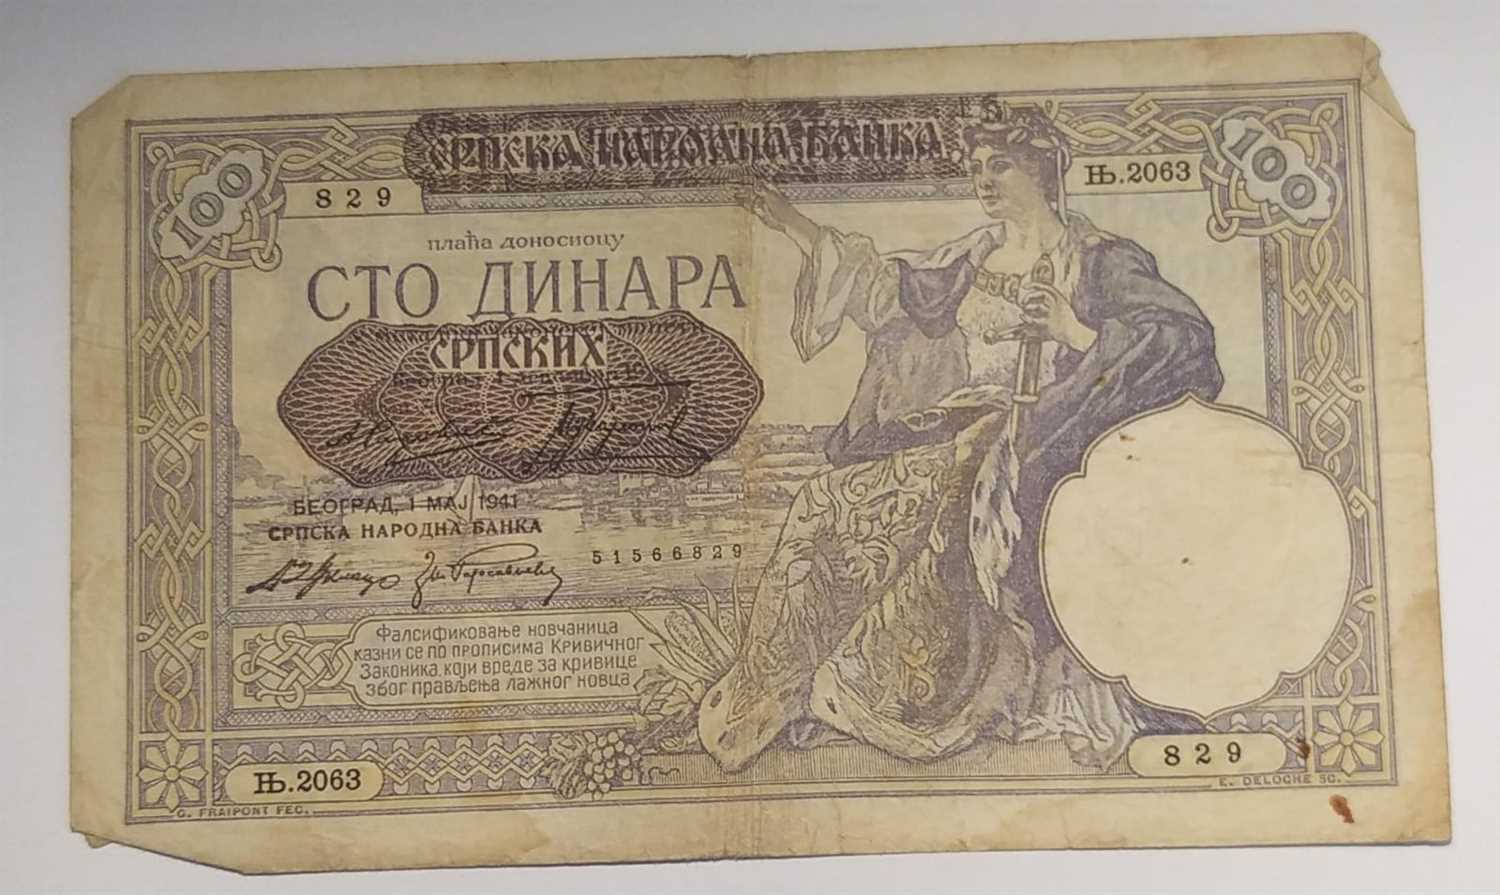 СРПСКА НАРОДНА БАНКА
100
829
Њ.2063
100
плаћа доносиоцу
СТО ДИНАРА
СРПСКИХ
БЕОГРАД, 1 МАЈ 1941
СРПСКА НАРОДНА БАНКА
51566829
Фалсификовање новчаница
казни се по прописима Кривичног
Законика, који вреде за кривице
због прављења лажног новца
Њ.2063
829
G. FRAIPONT FEC.
E. DELOCHE SC.